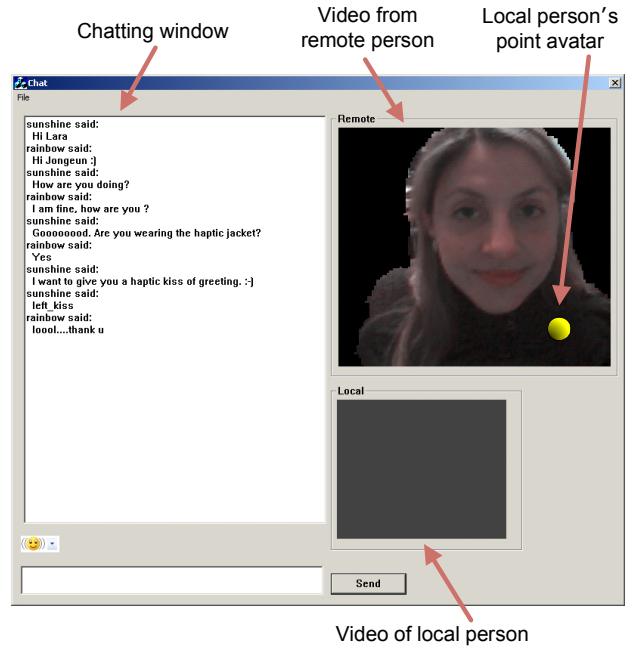 Chatting window
Video from
remote person
Local person's
point avatar
Chat
File
sunshine said:
Hi Lara
rainbow said:
Hi Jongeun :)
sunshine said:
How are you doing?
rainbow said:
I am fine, how are you ?
sunshine said:
Goooooood. Are you wearing the haptic jacket?
rainbow said:
Yes
sunshine said:
I want to give you a haptic kiss of greeting. :-)
sunshine said:
left_kiss
rainbow said:
loool....thank u
Remote
Local
Send
Video of local person